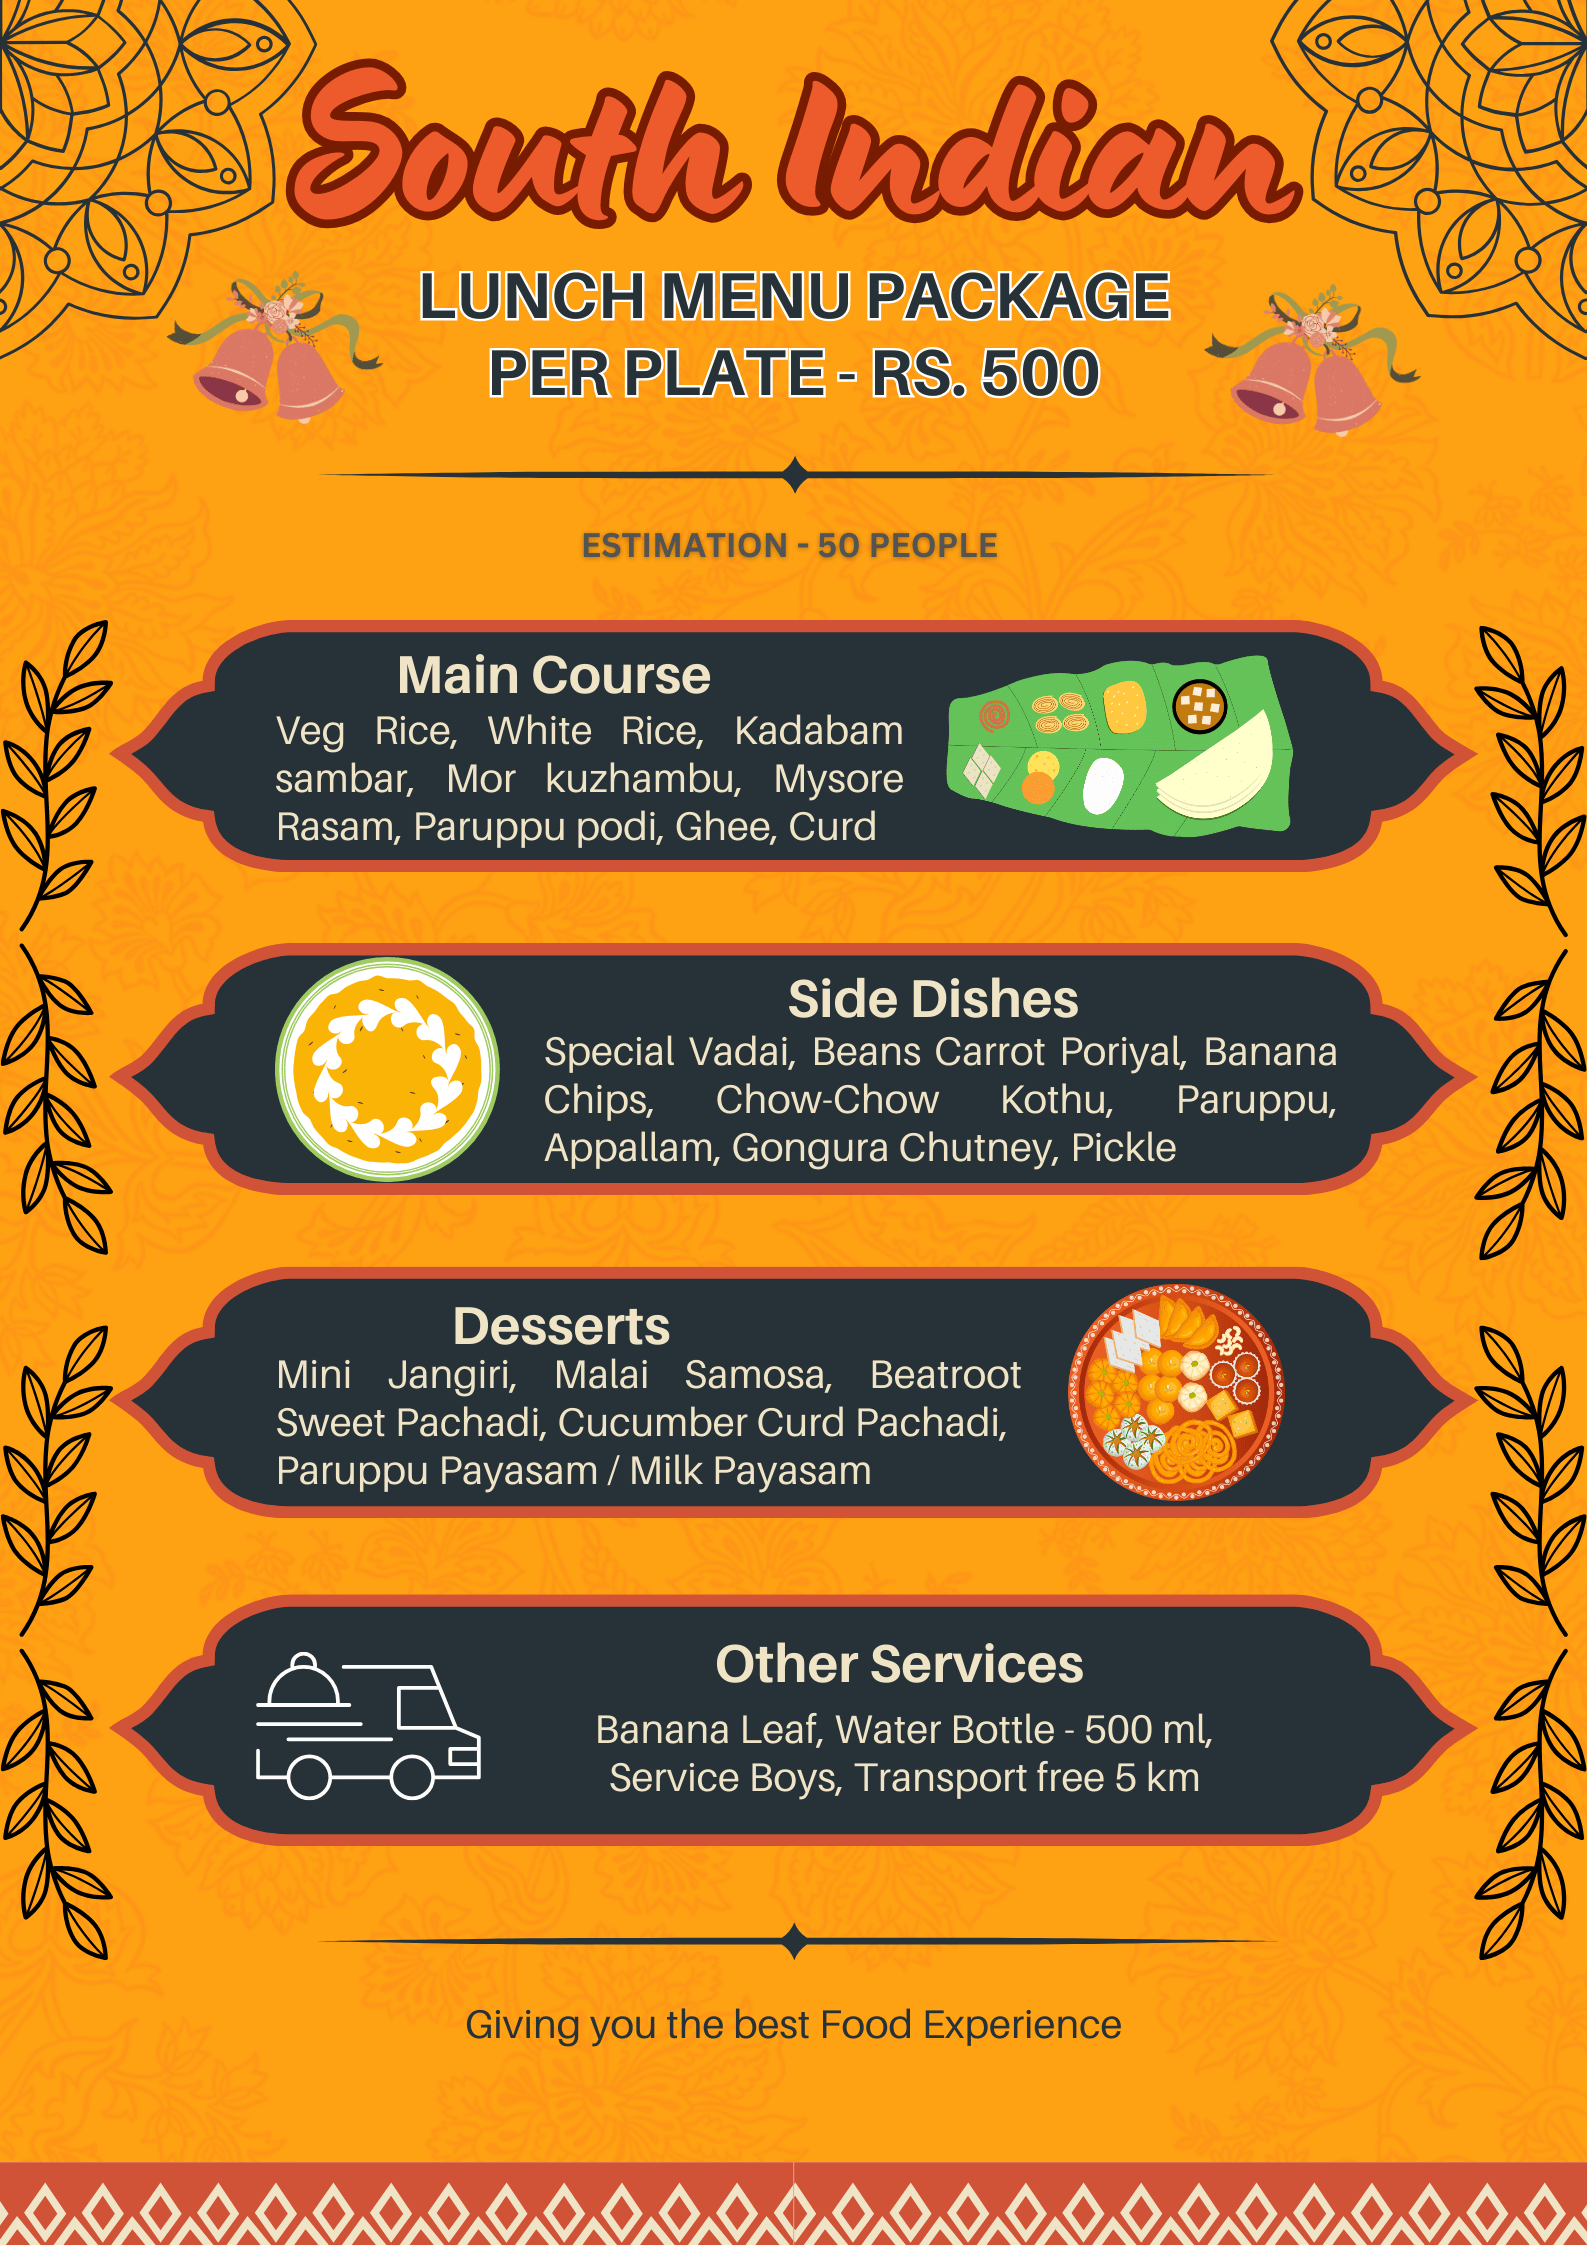 South Indian
LUNCH MENU PACKAGE
PER PLATE - RS. 500
ESTIMATION - 50 PEOPLE
Main Course
Veg Rice, White Rice, Kadabam
sambar, Mor kuzhambu, Mysore
Rasam, Paruppu podi, Ghee, Curd
Side Dishes
Special Vadai, Beans Carrot Poriyal, Banana
Chips, Chow-Chow Kothu, Paruppu,
Appallam, Gongura Chutney, Pickle
Desserts
Mini Jangiri, Malai Samosa, Beatroot
Sweet Pachadi, Cucumber Curd Pachadi,
Paruppu Payasam / Milk Payasam
Other Services
Banana Leaf, Water Bottle - 500 ml,
Service Boys, Transport free 5 km
Giving you the best Food Experience